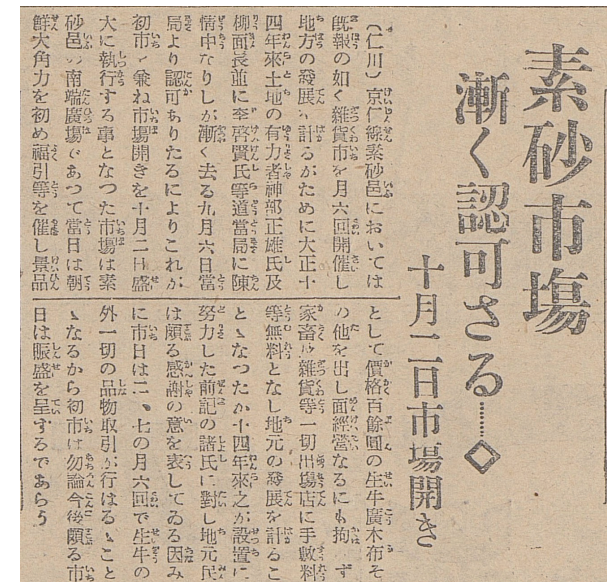 素砂市塲
漸く認可さる……◇
十月二日市場開き
(仁川)京仁線素砂邑においては
既報の如く雜貨市を月六回開催し
地方の發展を計るがために大正十
四年來土地の有力者神部正雄氏及
柳面長並に李啓賢氏等道當局に陳
情中なりしが漸く去る九月六日當
局より認可ありたるによりこれが
初市を兼ね市塲開きを十月二日盛
大に執行する事となつた市塲は素
砂邑の南端廣塲であつて當日は朝
鮮大角力を初め福引等を催し景品
として價格百餘圓の生牛廣木布そ
の他を出し面經營なるにも拘らず
家畜及雜貨等一切出塲店に手數料
等無料となし地元の發展を計るこ
とゝなつたが十四年來之が設置に
努力した前記の諸氏に對し地元民
は頗る感謝の意を表してゐる因み
に市日は二、七の月六回で生牛の
外一切の品物取引が行はるゝこと
ゝなるから初市は勿論今後頗る市
日は賑盛を呈するであらう